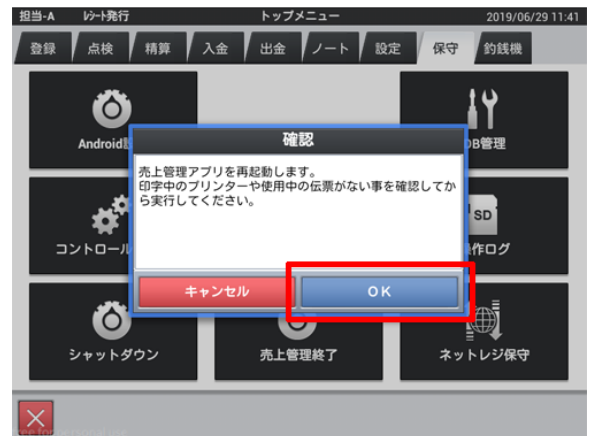 担当-A ﾚｼｰﾄ発行 トップメニュー 2019/06/29 11:41
登録 点検 精算 入金 出金 ノート 設定 保守 釣銭機
Android
DB管理
確認
売上管理アプリを再起動します。
印字中のプリンターや使用中の伝票がない事を確認してか
ら実行してください。
コントロール
SD
作ログ
キャンセル OK
シャットダウン 売上管理終了 ネットレジ保守